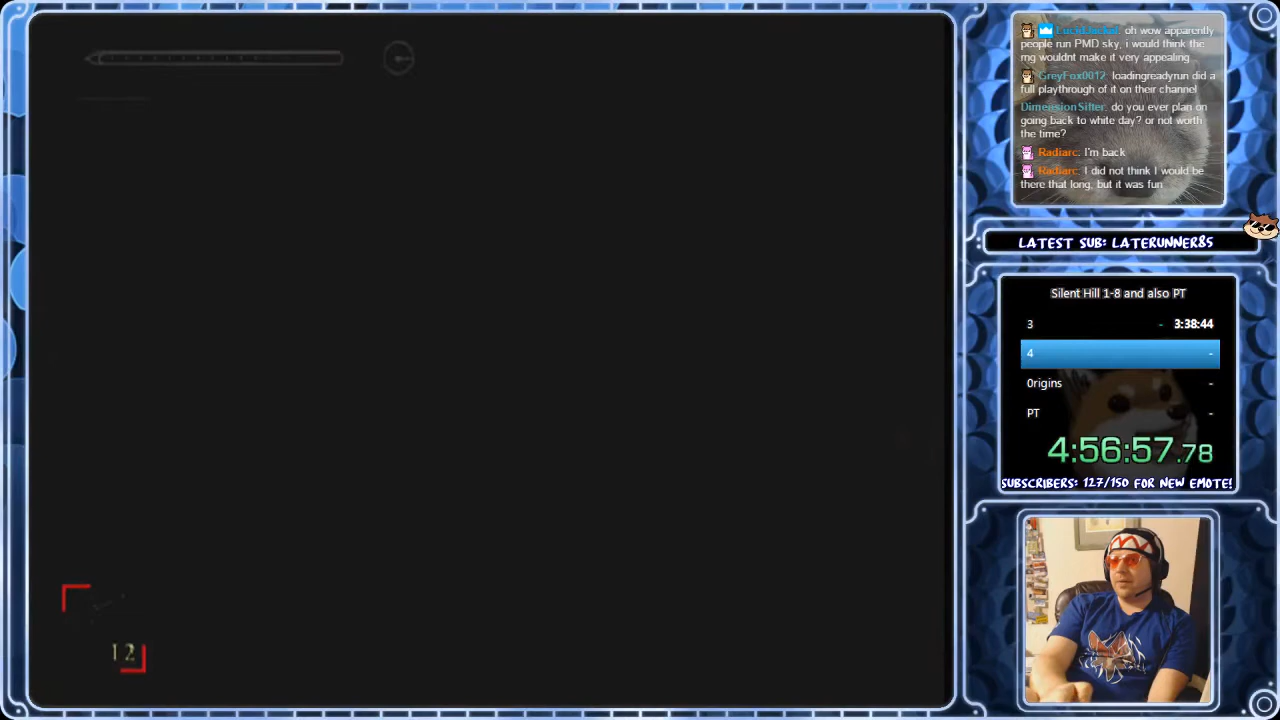 LucidJackal: oh wow apparently
people run PMD sky, i would think the
rng wouldnt make it very appealing
GreyFox0012: loadingreadyrun did a
full playthrough of it on their channel
DimensionSifter: do you ever plan on
going back to white day? or not worth
the time?
Radiarc: I'm back
Radiarc: I did not think I would be
there that long, but it was fun
LATEST SUB: LATERUNNER85
Silent Hill 1-8 and also PT
3 - 3:38:44
4 -
Origins -
PT -
4:56:57.78
SUBSCRIBERS: 127/150 FOR NEW EMOTE!
12